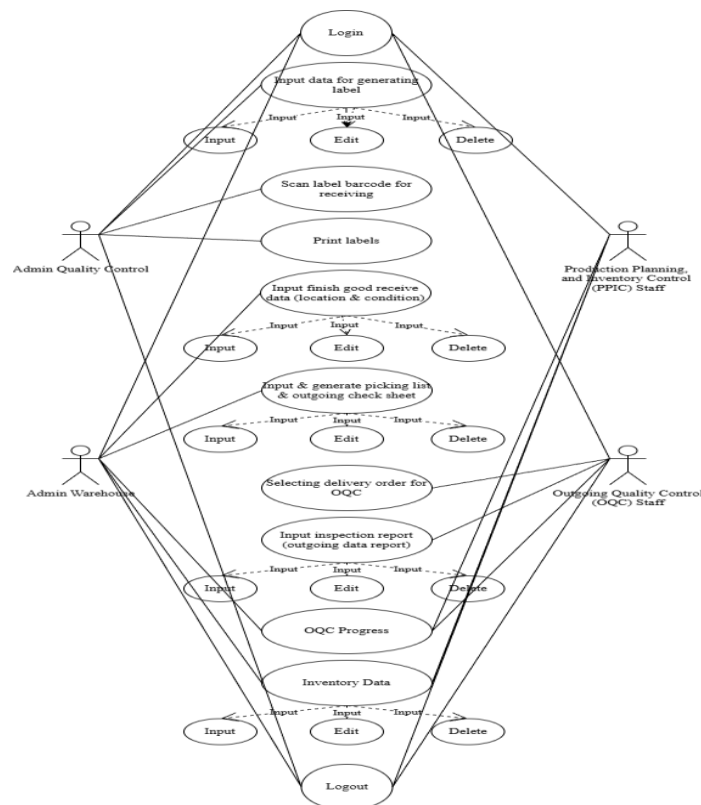 Login
Input data for generating
label
Input
Input
Input
Input
Edit
Delete
Scan label barcode for
receiving
Print labels
Admin Quality Control
Production Planning,
and Inventory Control
(PPIC) Staff
Input finish good receive
data (location & condition)
Input
Input
Input
Input
Edit
Delete
Input & generate picking list
& outgoing check sheet
Input
Input
Input
Input
Edit
Delete
Admin Warehouse
Selecting delivery order for
OQC
Outgoing Quality Control
(OQC) Staff
Input inspection report
(outgoing data report)
Input
Input
Input
Input
Edit
Delete
OQC Progress
Inventory Data
Input
Input
Input
Input
Edit
Delete
Logout